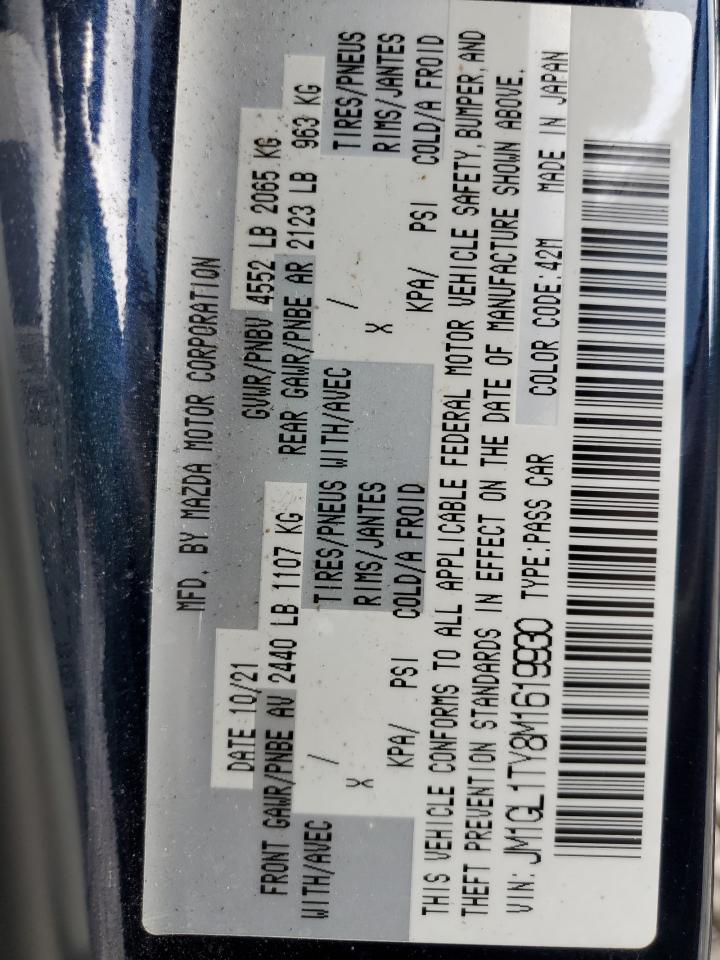 MFD. BY MAZDA MOTOR CORPORATION
DATE 10/21 GVWR/PNBV 4552 LB 2065 KG
FRONT GAWR/PNBE AV 2440 LB 1107 KG REAR GAWR/PNBE AR 2123 LB 963 KG
WITH/AVEC / TIRES/PNEUS WITH/AVEC / TIRES/PNEUS
X RIMS/JANTES X RIMS/JANTES
KPA/ PSI COLD/A FROID KPA/ PSI COLD/A FROID
THIS VEHICLE CONFORMS TO ALL APPLICABLE FEDERAL MOTOR VEHICLE SAFETY, BUMPER, AND
THEFT PREVENTION STANDARDS IN EFFECT ON THE DATE OF MANUFACTURE SHOWN ABOVE.
VIN: JM1GL1TY8M1619930 TYPE:PASS CAR COLOR CODE:42M MADE IN JAPAN